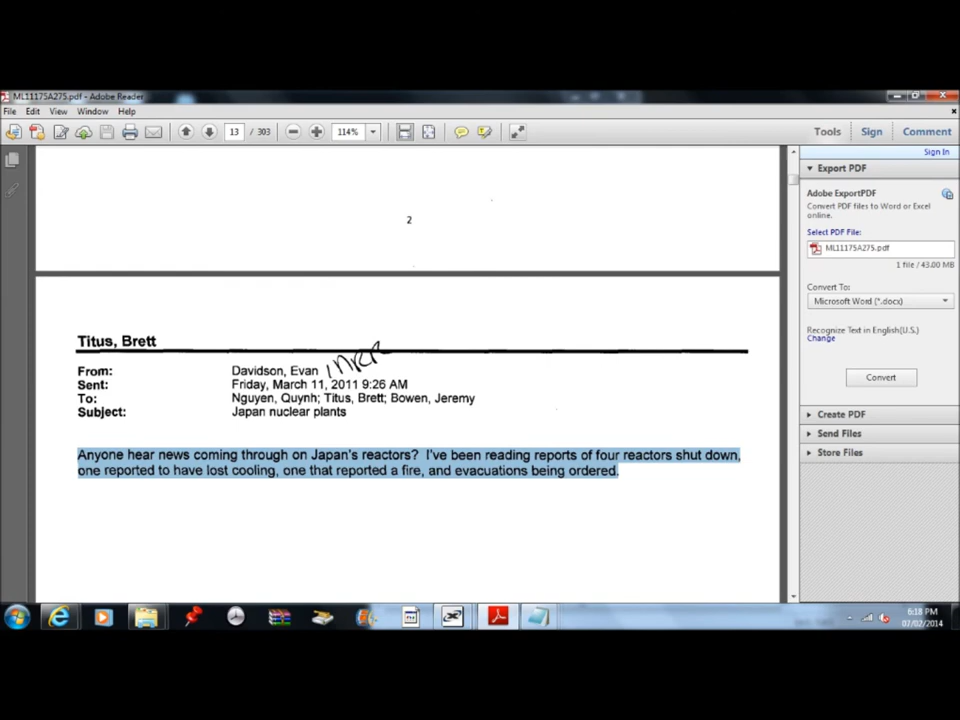 ML11175A275.pdf - Adobe Reader
File Edit View Window Help
13 / 303 114% Tools Sign Comment
Sign In
Export PDF
Adobe ExportPDF
Convert PDF files to Word or Excel
online.
Select PDF File:
ML11175A275.pdf
1 file / 43.00 MB
Convert To:
Microsoft Word (*.docx)
Recognize Text in English(U.S.)
Change
Convert
Create PDF
Send Files
Store Files
2
Titus, Brett
From: Davidson, Evan
Sent: Friday, March 11, 2011 9:26 AM
To: Nguyen, Quynh; Titus, Brett; Bowen, Jeremy
Subject: Japan nuclear plants
Anyone hear news coming through on Japan's reactors? I've been reading reports of four reactors shut down,
one reported to have lost cooling, one that reported a fire, and evacuations being ordered.
6:18 PM
07/02/2014